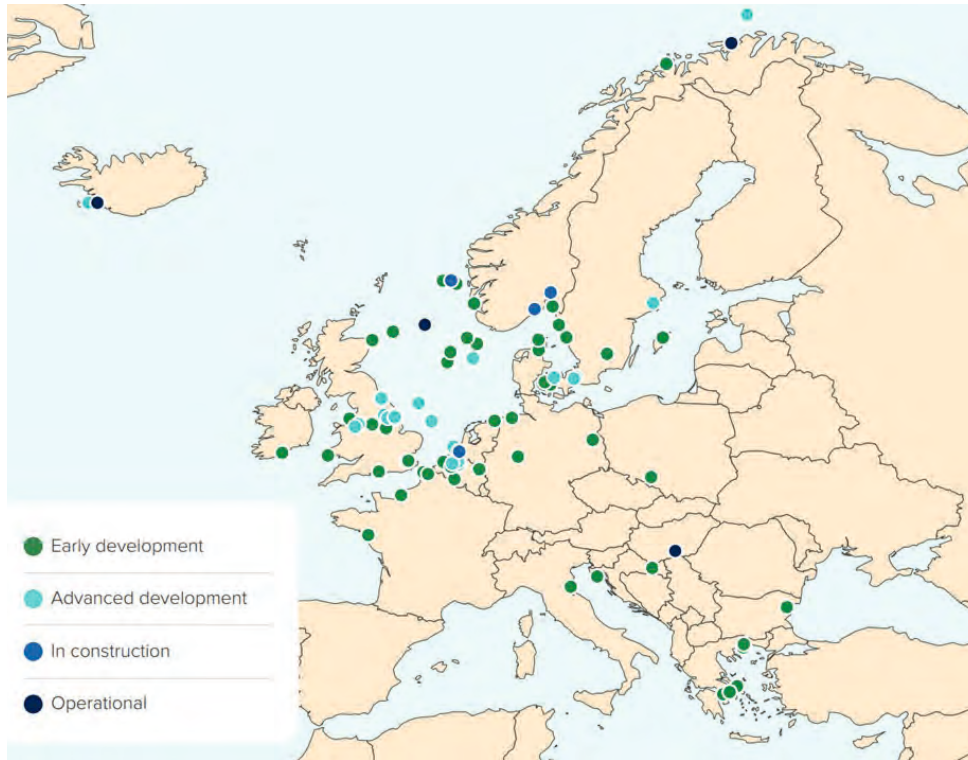 Early development
Advanced development
In construction
Operational